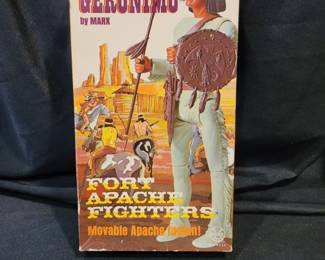 GERONIMO
by MARX
FORT
APACHE
FIGHTERS
Movable Apache Indian!